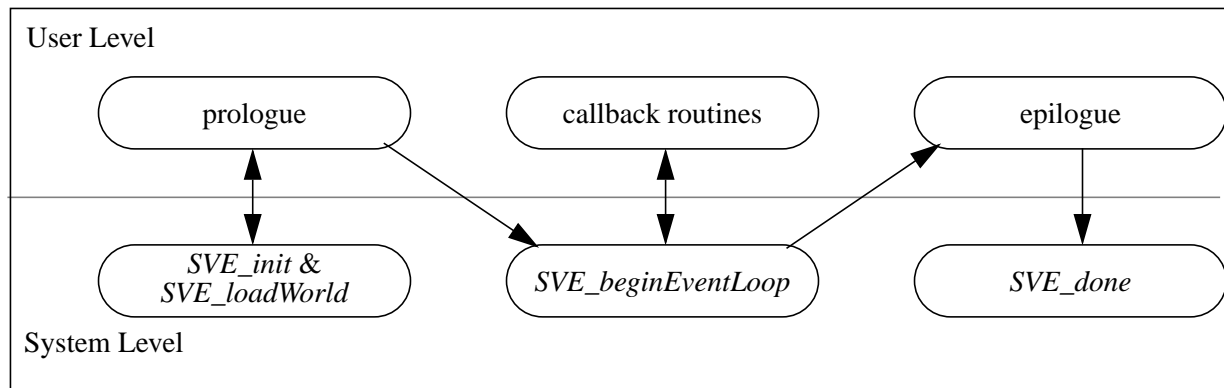 User Level
prologue
callback routines
epilogue
SVE_init &
SVE_loadWorld
SVE_beginEventLoop
SVE_done
System Level